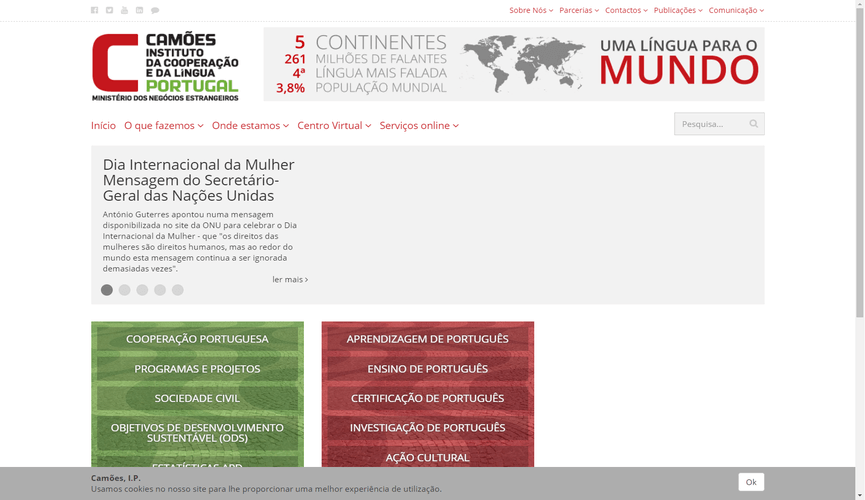 Sobre Nós Parcerias Contactos Publicações Comunicação
CAMÕES
INSTITUTO
DA COOPERAÇÃO
E DA LÍNGUA
PORTUGAL
MINISTÉRIO DOS NEGÓCIOS ESTRANGEIROS
5 CONTINENTES
261 MILHÕES DE FALANTES
4ª LÍNGUA MAIS FALADA
3,8% POPULAÇÃO MUNDIAL
UMA LÍNGUA PARA O
MUNDO
Início O que fazemos Onde estamos Centro Virtual Serviços online
Pesquisa...
Dia Internacional da Mulher
Mensagem do Secretário-
Geral das Nações Unidas
António Guterres apontou numa mensagem
disponibilizada no site da ONU para celebrar o Dia
Internacional da Mulher - que "os direitos das
mulheres são direitos humanos, mas ao redor do
mundo esta mensagem continua a ser ignorada
demasiadas vezes".
ler mais
COOPERAÇÃO PORTUGUESA
PROGRAMAS E PROJETOS
SOCIEDADE CIVIL
OBJETIVOS DE DESENVOLVIMENTO
SUSTENTÁVEL (ODS)
ESTATÍSTICAS APD
APRENDIZAGEM DE PORTUGUÊS
ENSINO DE PORTUGUÊS
CERTIFICAÇÃO DE PORTUGUÊS
INVESTIGAÇÃO DE PORTUGUÊS
AÇÃO CULTURAL
Camões, I.P.
Usamos cookies no nosso site para lhe proporcionar uma melhor experiência de utilização.
Ok